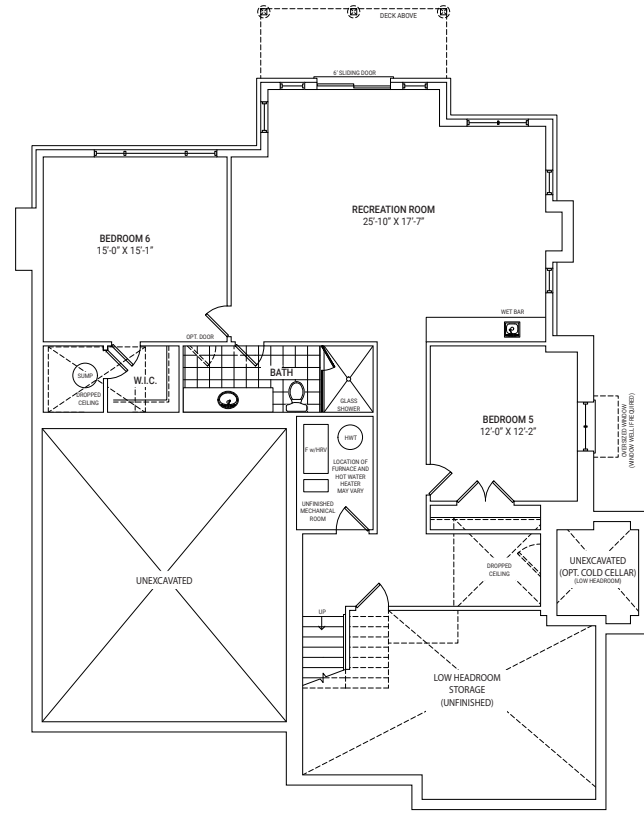 DECK ABOVE
6' SLIDING DOOR
RECREATION ROOM
25'-10" X 17'-7"
BEDROOM 6
15'-0" X 15'-1"
WET BAR
OPT. DOOR
BATH
SUMP
DROPPED
CEILING
W.I.C.
GLASS
SHOWER
BEDROOM 5
12'-0" X 12'-2"
OVERSIZED WINDOW
(WINDOW WELL IF REQUIRED)
F w/HRV
HWT
LOCATION OF
FURNACE AND
HOT WATER
HEATER
MAY VARY
UNFINISHED
MECHANICAL
ROOM
UNEXCAVATED
DROPPED
CEILING
UNEXCAVATED
(OPT. COLD CELLAR)
(LOW HEADROOM)
UP
LOW HEADROOM
STORAGE
(UNFINISHED)